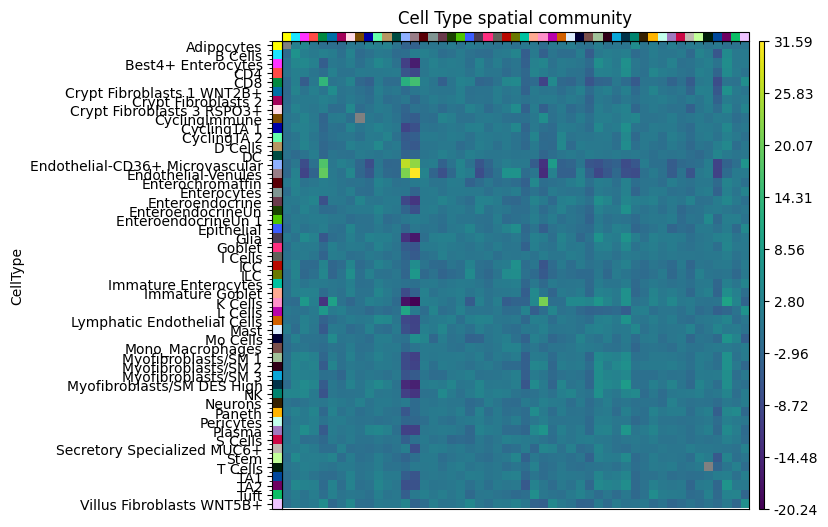 Cell Type spatial community
Adipocytes
B Cells
Best4+ Enterocytes
CD4
CD8
Crypt Fibroblasts 1 WNT2B+
Crypt Fibroblasts 2
Crypt Fibroblasts 3 RSPO3+
CyclingImmune
CyclingTA 1
CyclingTA 2
D Cells
DC
Endothelial-CD36+ Microvascular
Endothelial-Venules
Enterochromaffin
Enterocytes
Enteroendocrine
EnteroendocrineUn
EnteroendocrineUn 1
Epithelial
Glia
Goblet
I Cells
ICC
ILC
Immature Enterocytes
Immature Goblet
K Cells
L Cells
Lymphatic Endothelial Cells
Mast
Mo Cells
Mono_Macrophages
Myofibroblasts/SM 1
Myofibroblasts/SM 2
Myofibroblasts/SM 3
Myofibroblasts/SM DES High
NK
Neurons
Paneth
Pericytes
Plasma
S Cells
Secretory Specialized MUC6+
Stem
T Cells
TA1
TA2
Tuft
Villus Fibroblasts WNT5B+
CellType
31.59
25.83
20.07
14.31
8.56
2.80
-2.96
-8.72
-14.48
-20.24